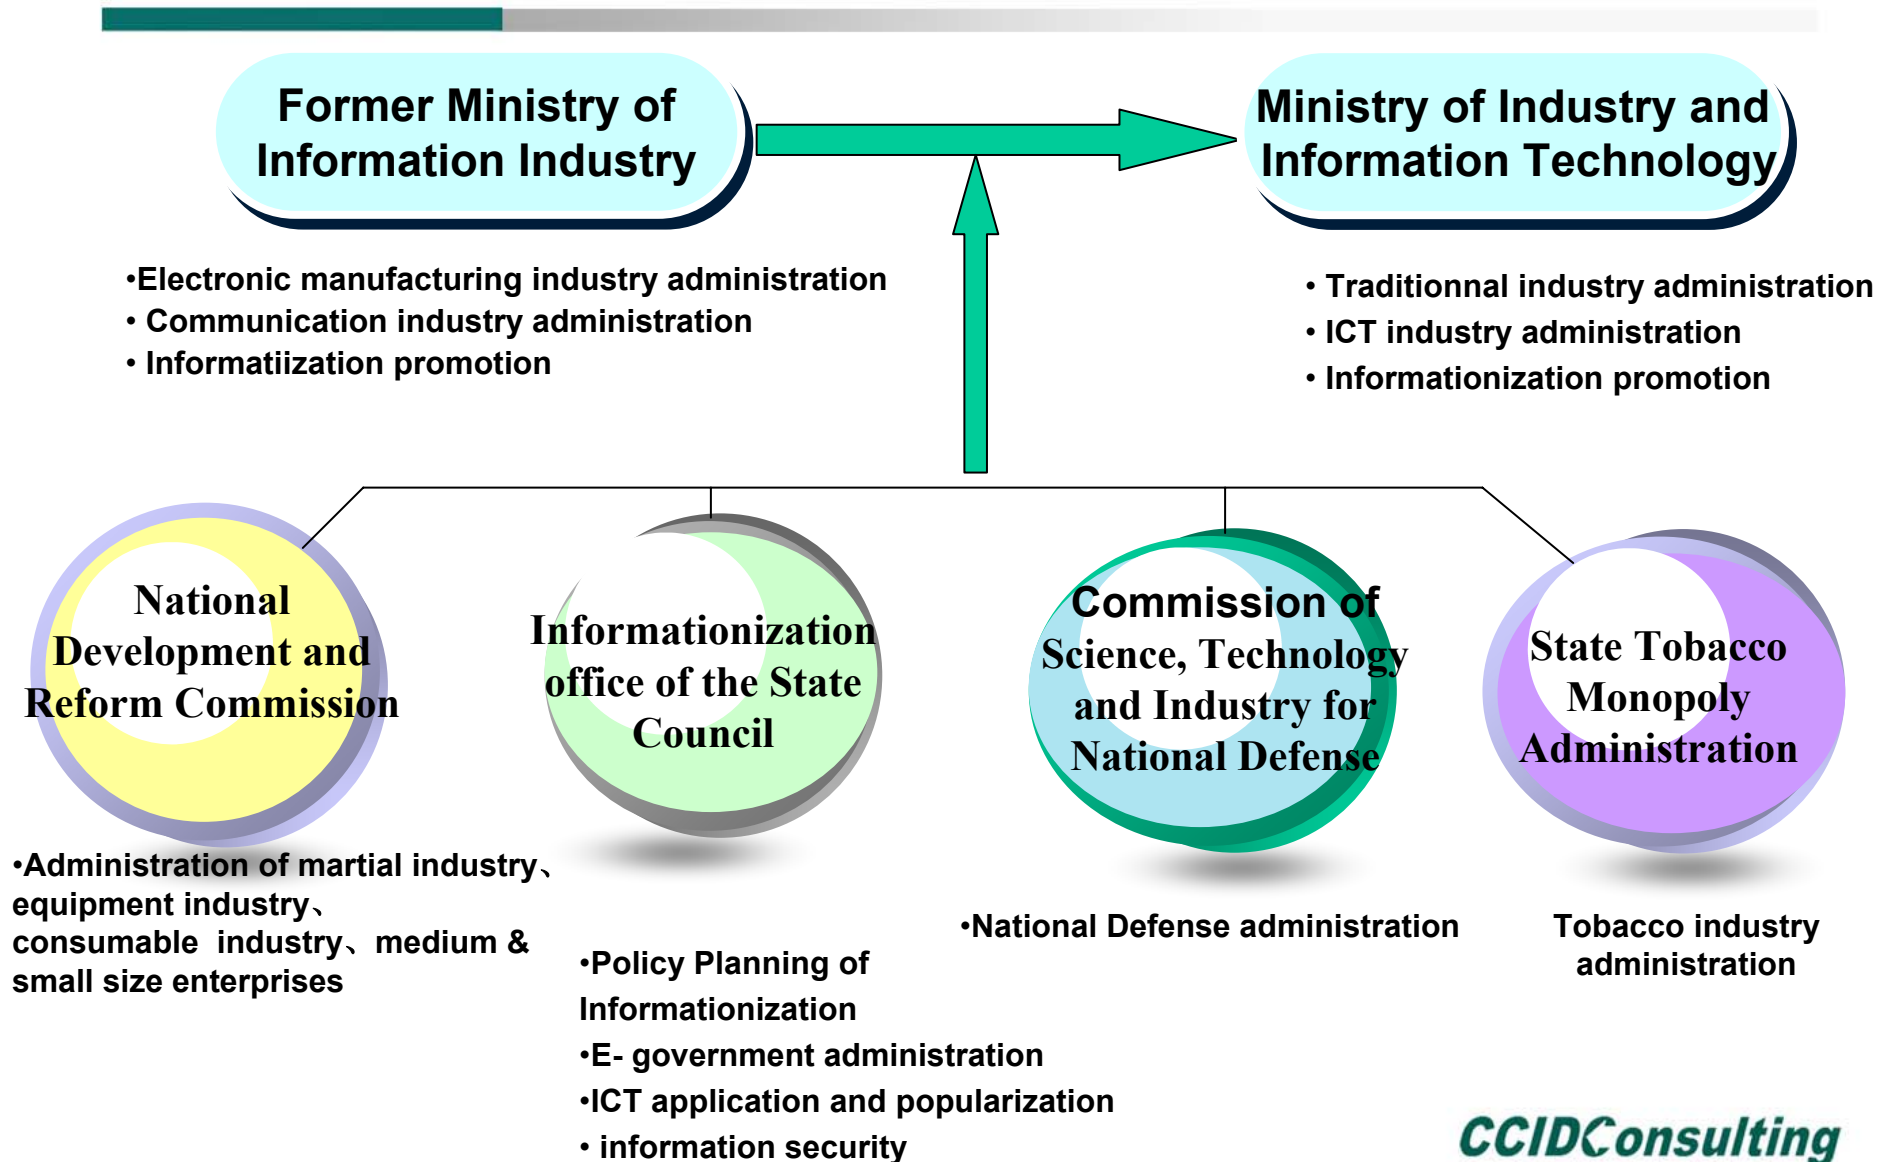 Former Ministry of
Information Industry
Ministry of Industry and
Information Technology
•Electronic manufacturing industry administration
• Communication industry administration
• Informatiization promotion
• Traditionnal industry administration
• ICT industry administration
• Informationization promotion
National
Development and
Reform Commission
Informationization
office of the State
Council
Commission of
Science, Technology
and Industry for
National Defense
State Tobacco
Monopoly
Administration
•Administration of martial industry、
equipment industry、
consumable industry、medium &
small size enterprises
•Policy Planning of
Informationization
•E- government administration
•ICT application and popularization
• information security
•National Defense administration
Tobacco industry
administration
CCIDConsulting